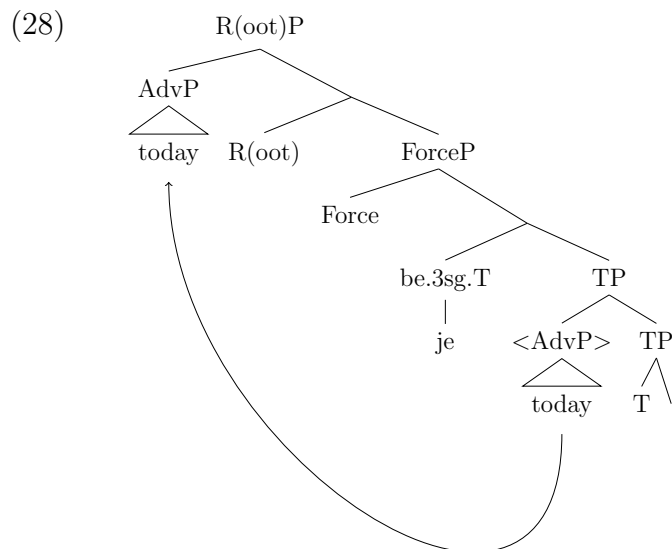 (28)
R(oot)P
AdvP
today
R(oot)
ForceP
Force
be.3sg.T
TP
je
<AdvP>
TP
today
T